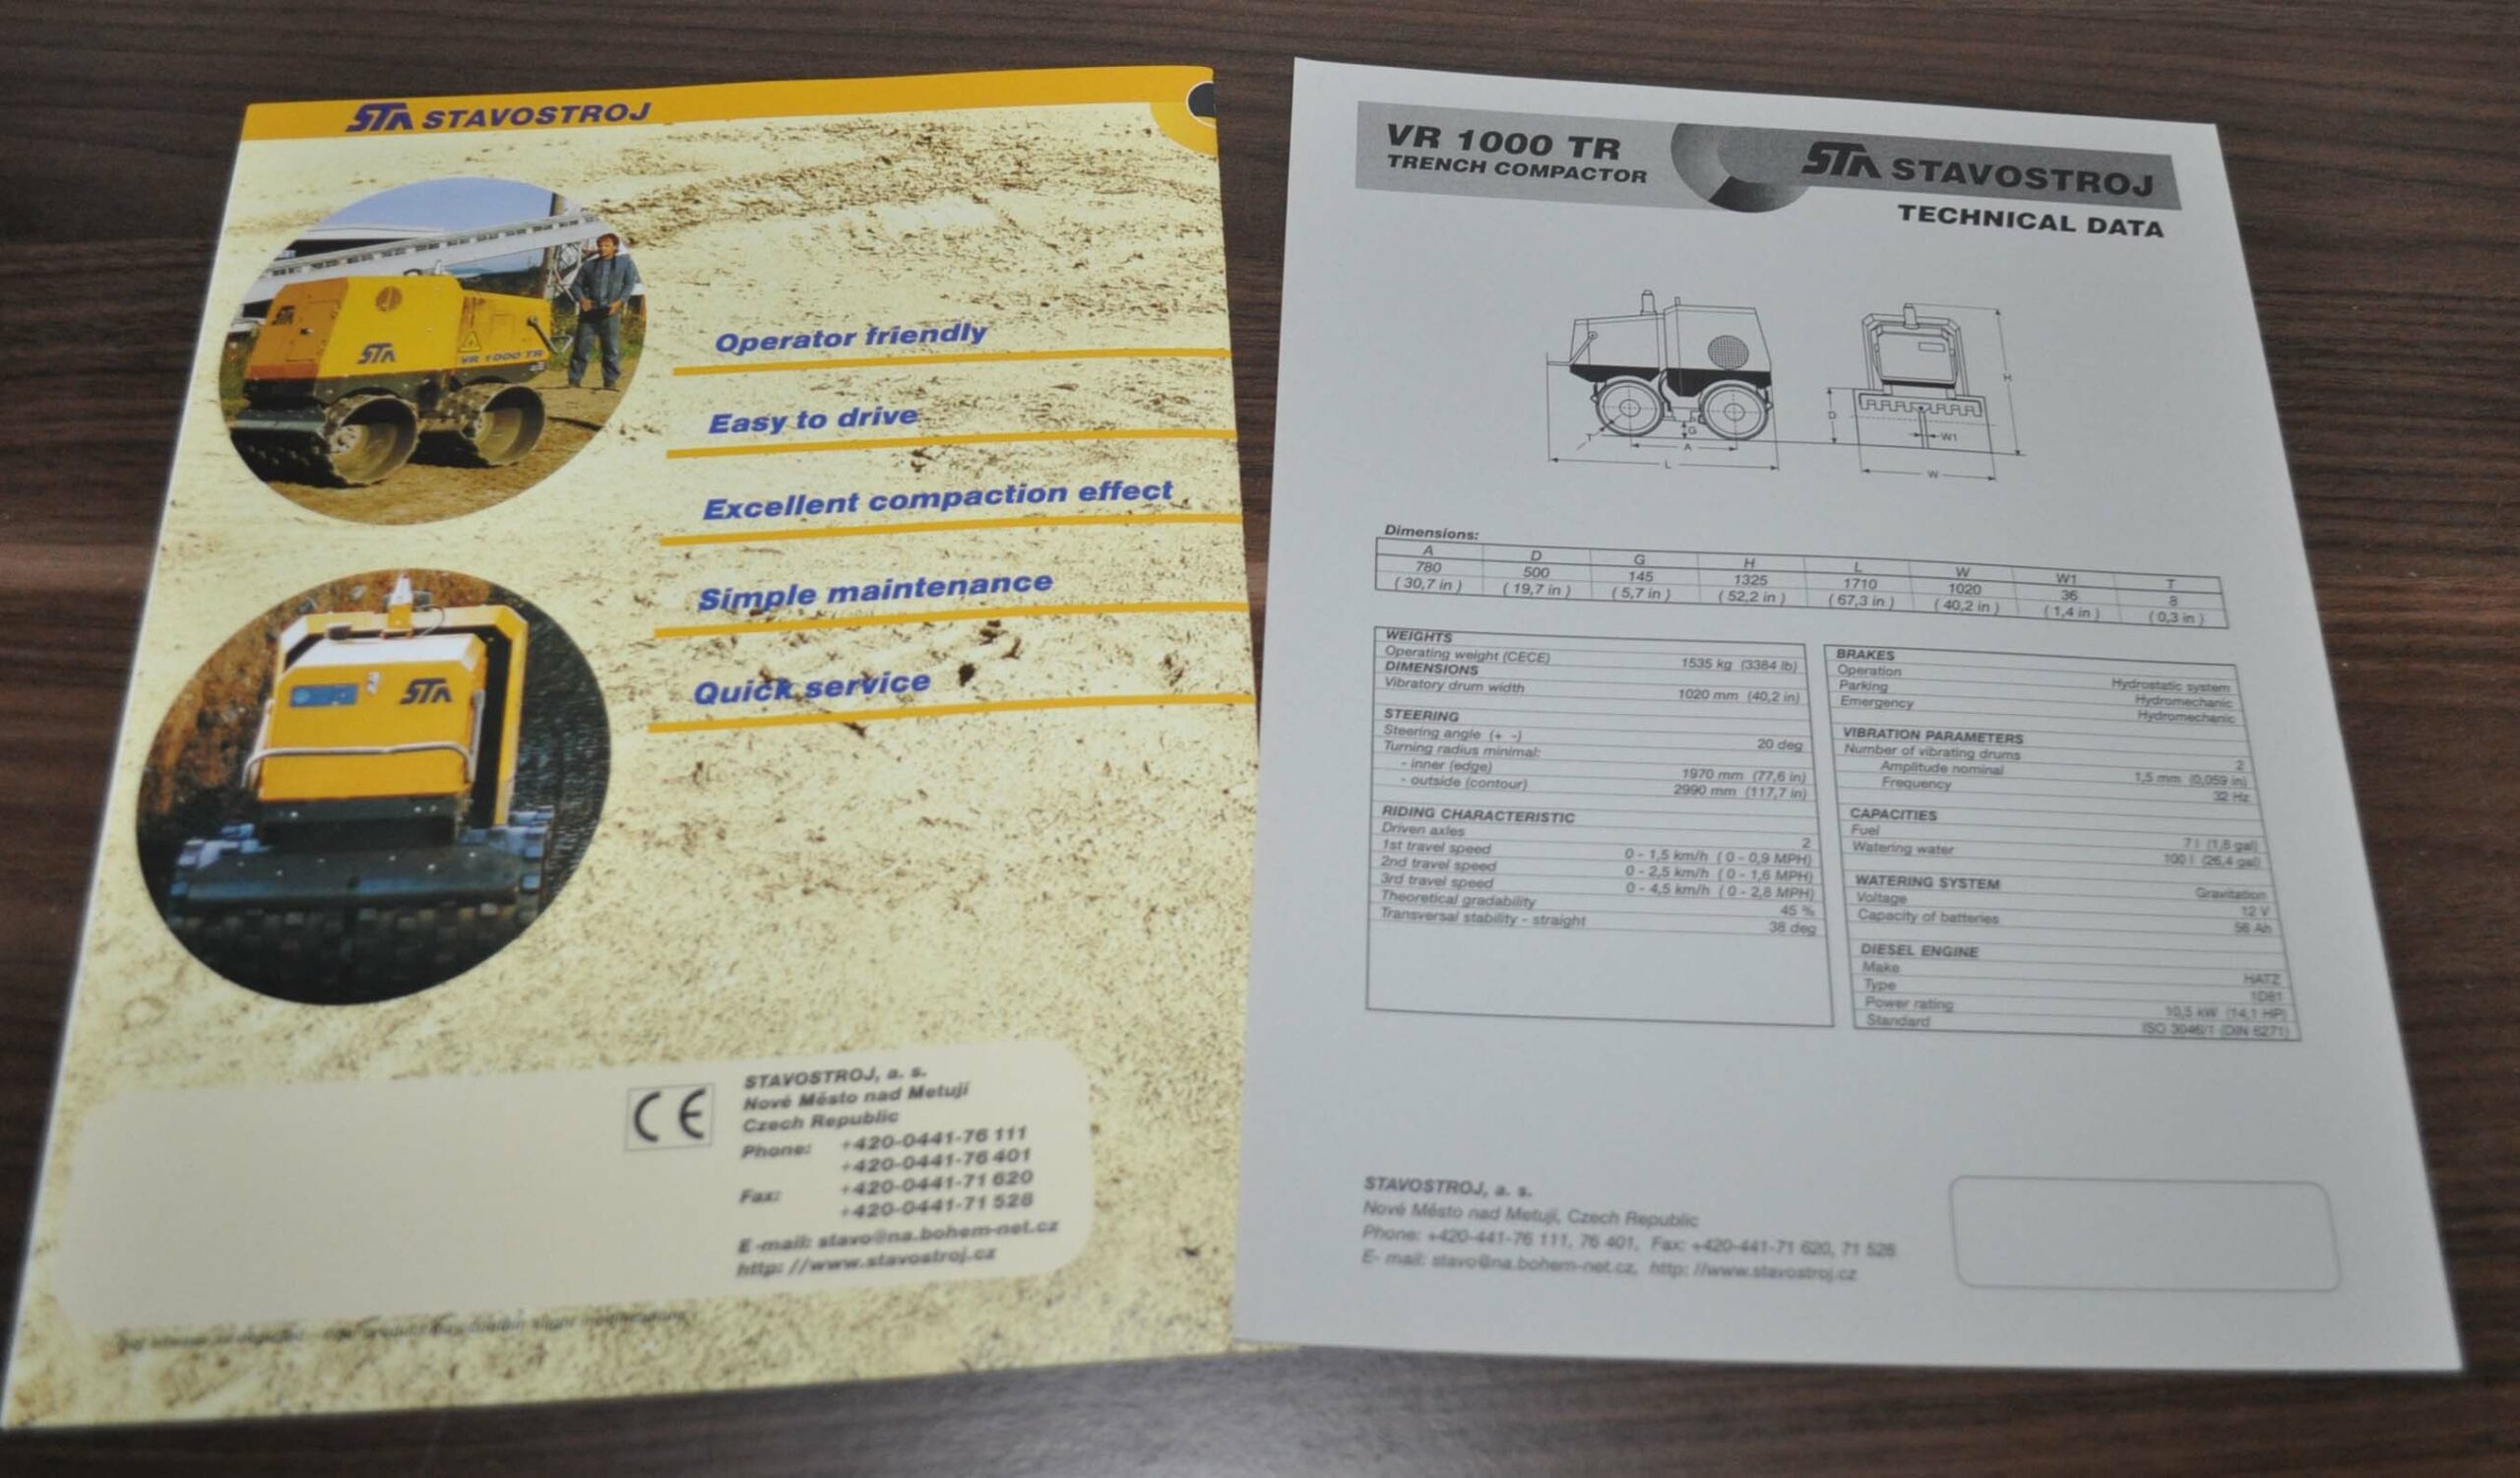 STA STAVOSTROJ
STA
VR 1000 TR
Operator friendly
Easy to drive
Excellent compaction effect
Simple maintenance
Quick service
STA
CE
STAVOSTROJ, a. s.
Nové Město nad Metují
Czech Republic
Phone: +420-0441-76 111
+420-0441-76 401
Fax: +420-0441-71 620
+420-0441-71 528
E-mail: stavo@na.bohem-net.cz
http: //www.stavostroj.cz
VR 1000 TR
TRENCH COMPACTOR
STA STAVOSTROJ
TECHNICAL DATA
H
D
T
G
A
L
W1
W
Dimensions:
A D G H L W W1 T
780 500 145 1325 1710 1020 36 8
( 30,7 in ) ( 19,7 in ) ( 5,7 in ) ( 52,2 in ) ( 67,3 in ) ( 40,2 in ) ( 1,4 in ) ( 0,3 in )
WEIGHTS
Operating weight (CECE) 1535 kg (3384 lb)
DIMENSIONS
Vibratory drum width 1020 mm (40,2 in)
STEERING
Steering angle (+ -) 20 deg
Turning radius minimal:
- inner (edge) 1970 mm (77,6 in)
- outside (contour) 2990 mm (117,7 in)
RIDING CHARACTERISTIC
Driven axles 2
1st travel speed 0 - 1,5 km/h ( 0 - 0,9 MPH)
2nd travel speed 0 - 2,5 km/h ( 0 - 1,6 MPH)
3rd travel speed 0 - 4,5 km/h ( 0 - 2,8 MPH)
Theoretical gradability 45 %
Transversal stability - straight 38 deg
BRAKES
Operation Hydrostatic system
Parking Hydromechanic
Emergency Hydromechanic
VIBRATION PARAMETERS
Number of vibrating drums 2
Amplitude nominal 1,5 mm (0,059 in)
Frequency 32 Hz
CAPACITIES
Fuel 7 l (1,8 gal)
Watering water 100 l (26,4 gal)
WATERING SYSTEM Gravitation
Voltage 12 V
Capacity of batteries 56 Ah
DIESEL ENGINE
Make HATZ
Type 1D81
Power rating 10,5 kW (14,1 HP)
Standard ISO 3046/1 (DIN 6271)
STAVOSTROJ, a. s.
Nové Město nad Metují, Czech Republic
Phone: +420-441-76 111, 76 401, Fax: +420-441-71 620, 71 528
E- mail: stavo@na.bohem-net.cz, http: //www.stavostroj.cz